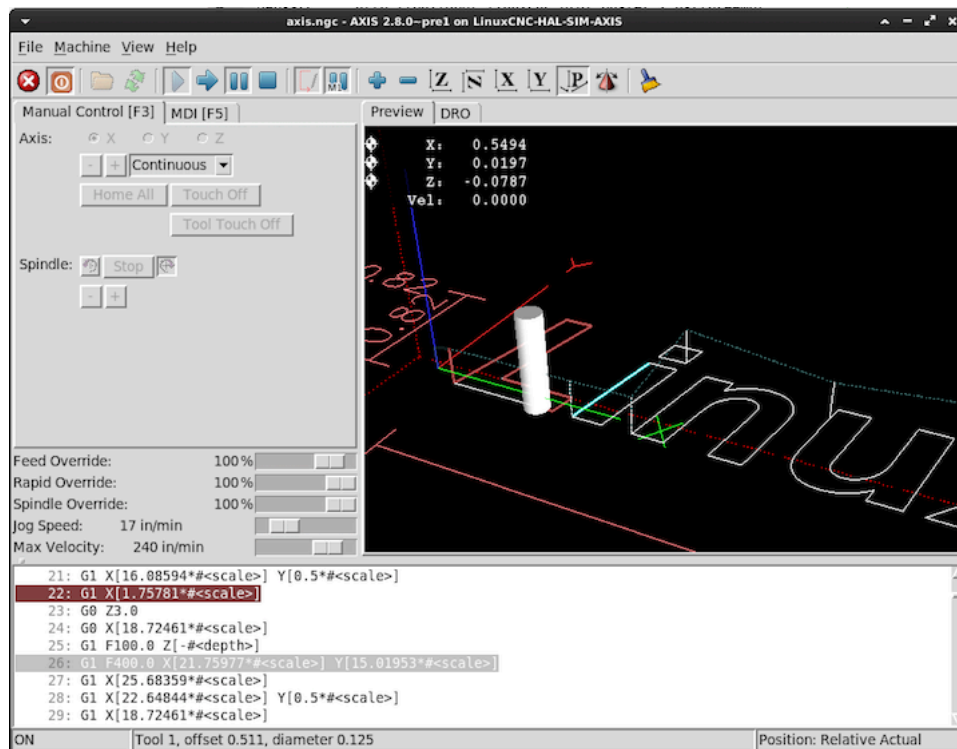 axis.ngc - AXIS 2.8.0~pre1 on LinuxCNC-HAL-SIM-AXIS
File Machine View Help
Z N X Y P
Manual Control [F3] MDI [F5]
Preview DRO
Axis: X Y Z
- + Continuous
Home All Touch Off
Tool Touch Off
Spindle: Stop
- +
X: 0.5494
Y: 0.0197
Z: -0.0787
Vel: 0.0000
Feed Override: 100%
Rapid Override: 100%
Spindle Override: 100%
Jog Speed: 17 in/min
Max Velocity: 240 in/min
21: G1 X[16.08594*#<scale>] Y[0.5*#<scale>]
22: G1 X[1.75781*#<scale>]
23: G0 Z3.0
24: G0 X[18.72461*#<scale>]
25: G1 F100.0 Z[-#<depth>]
26: G1 F400.0 X[21.75977*#<scale>] Y[15.01953*#<scale>]
27: G1 X[25.68359*#<scale>]
28: G1 X[22.64844*#<scale>] Y[0.5*#<scale>]
29: G1 X[18.72461*#<scale>]
ON Tool 1, offset 0.511, diameter 0.125 Position: Relative Actual